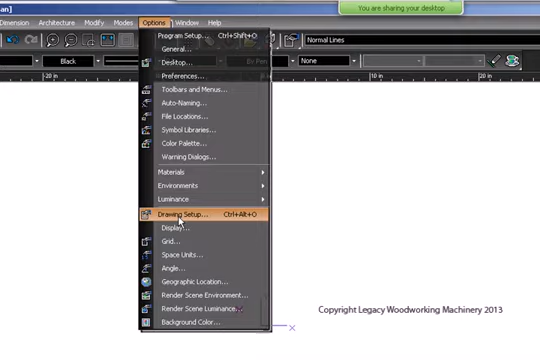 an]
You are sharing your desktop
Dimension Architecture Modify Modes Options Window Help
Normal Lines
Black By Pen None
-20 in 10 in 20 in
Program Setup... Ctrl+Shift+O
General...
Desktop...
Preferences...
Toolbars and Menus...
Auto-Naming...
File Locations...
Symbol Libraries...
Color Palette...
Warning Dialogs...
Materials
Environments
Luminance
Drawing Setup... Ctrl+Alt+O
Display...
Grid...
Space Units...
Angle...
Geographic Location...
Render Scene Environment...
Render Scene Luminance...
Background Color...
Copyright Legacy Woodworking Machinery 2013